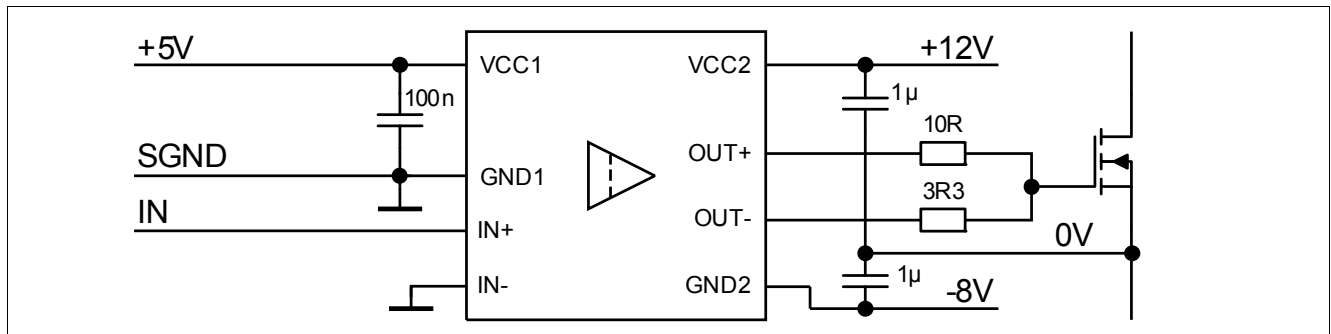 +5V
VCC1
VCC2
+12V
100n
1µ
10R
SGND
GND1
OUT+
IN
IN+
OUT-
3R3
0V
IN-
GND2
1µ
-8V